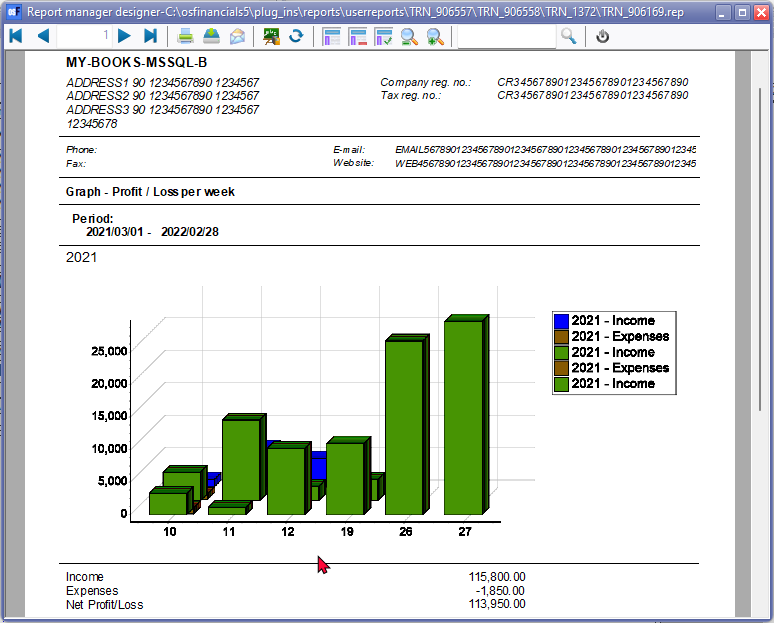 Report manager designer-C:\osfinancials5\plug_ins\reports\userreports\TRN_906557\TRN_906558\TRN_1372\TRN_906169.rep
1
MY-BOOKS-MSSQL-B
ADDRESS1 90 1234567890 1234567
ADDRESS2 90 1234567890 1234567
ADDRESS3 90 1234567890 1234567
12345678
Company reg. no.: CR3456789012345678901234567890
Tax reg. no.: CR3456789012345678901234567890
Phone:
Fax:
E-mail: EMAIL567890123456789012345678901234567890123456789012345
Website: WEB4567890123456789012345678901234567890123456789012345
Graph - Profit / Loss per week
Period:
2021/03/01 - 2022/02/28
2021
25,000
20,000
15,000
10,000
5,000
0
10 11 12 19 26 27
2021 - Income
2021 - Expenses
2021 - Income
2021 - Expenses
2021 - Income
Income 115,800.00
Expenses -1,850.00
Net Profit/Loss 113,950.00